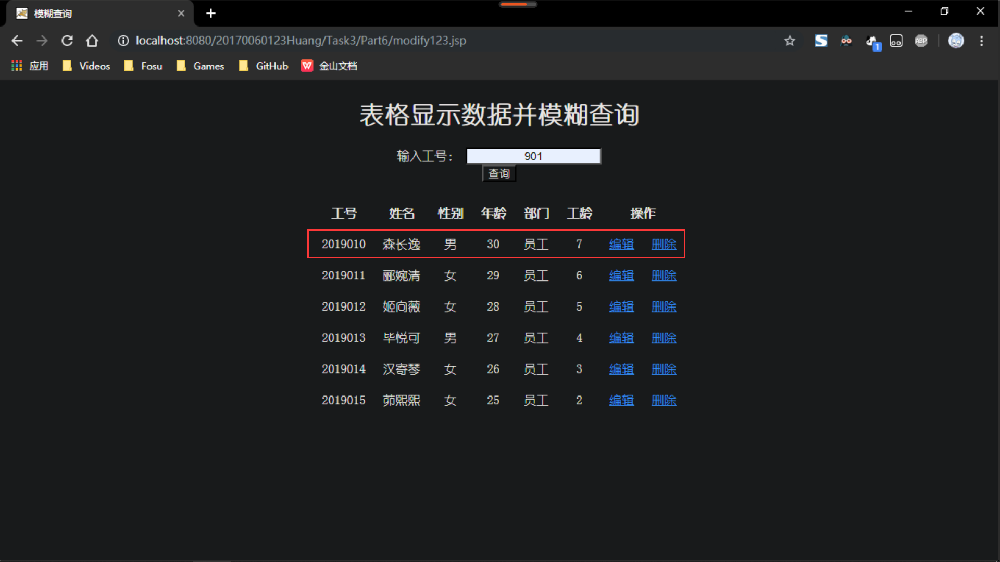 模糊查询
localhost:8080/20170060123Huang/Task3/Part6/modify123.jsp
ABP
1
应用 Videos Fosu Games GitHub 金山文档
表格显示数据并模糊查询
输入工号： 901
查询
工号 姓名 性别 年龄 部门 工龄 操作
2019010 森长逸 男 30 员工 7 编辑 删除
2019011 郦婉清 女 29 员工 6 编辑 删除
2019012 姬向薇 女 28 员工 5 编辑 删除
2019013 毕悦可 男 27 员工 4 编辑 删除
2019014 汉寄琴 女 26 员工 3 编辑 删除
2019015 茆熙熙 女 25 员工 2 编辑 删除